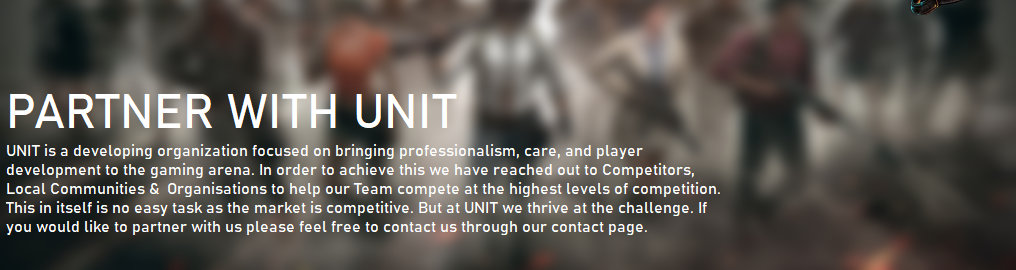 PARTNER WITH UNIT
UNIT is a developing organization focused on bringing professionalism, care, and player
development to the gaming arena. In order to achieve this we have reached out to Competitors,
Local Communities &  Organisations to help our Team compete at the highest levels of competition.
This in itself is no easy task as the market is competitive. But at UNIT we thrive at the challenge. If
you would like to partner with us please feel free to contact us through our contact page.